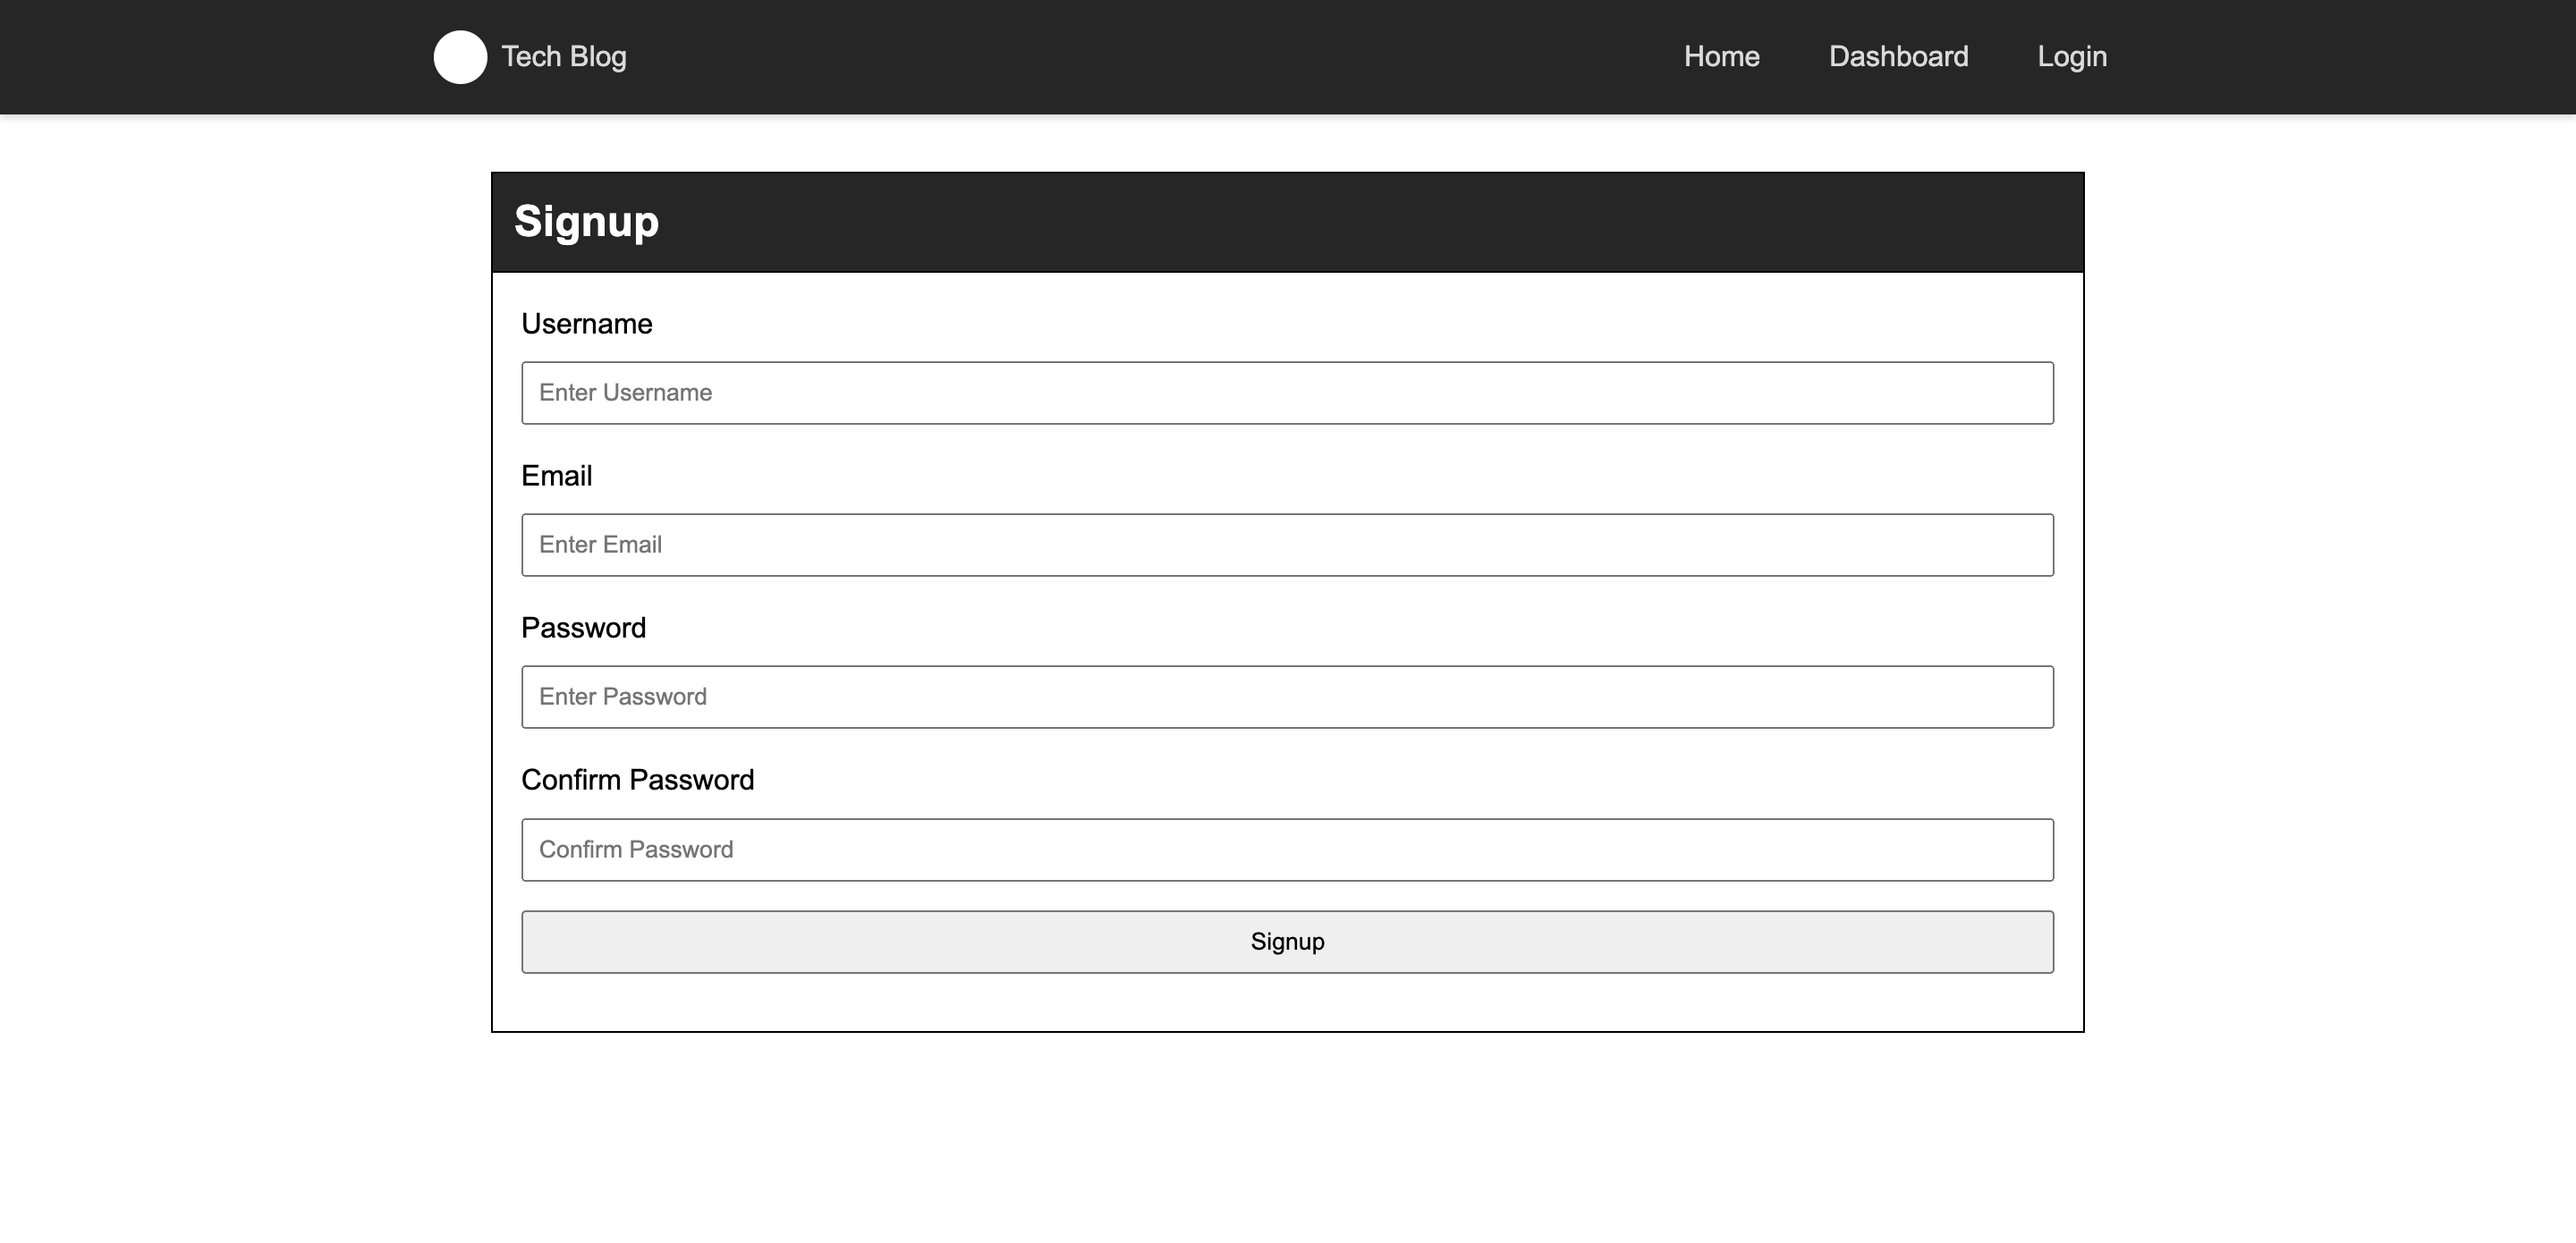 Tech Blog Home Dashboard Login
Signup
Username
Enter Username
Email
Enter Email
Password
Enter Password
Confirm Password
Confirm Password
Signup